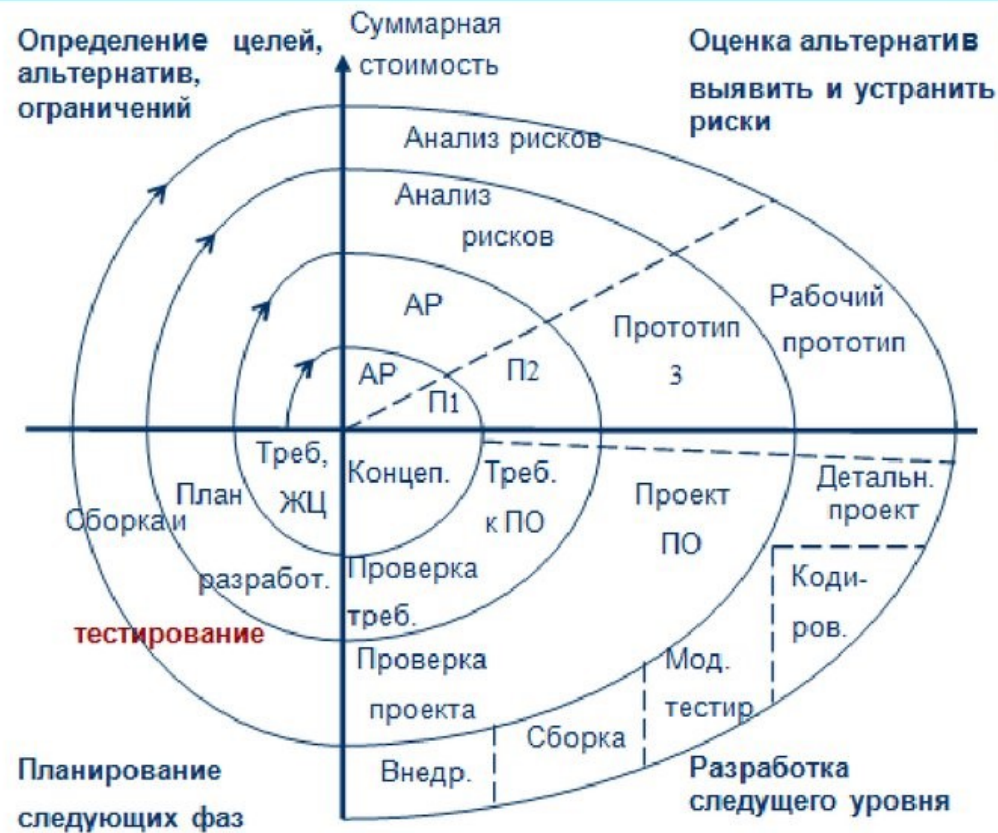 Определение целей,
альтернатив,
ограничений
Суммарная
стоимость
Оценка альтернатив
выявить и устранить
риски
Анализ рисков
Анализ
рисков
АР
АР
П1
П2
Прототип
3
Рабочий
прототип
Треб,
ЖЦ
План
разработ.
Сборка и
тестирование
Концеп.
Треб.
к ПО
Проект
ПО
Детальн.
проект
Коди-
ров.
Проверка
треб.
Проверка
проекта
Мод.
тестир.
Сборка
Внедр.
Планирование
следующих фаз
Разработка
следущего уровня